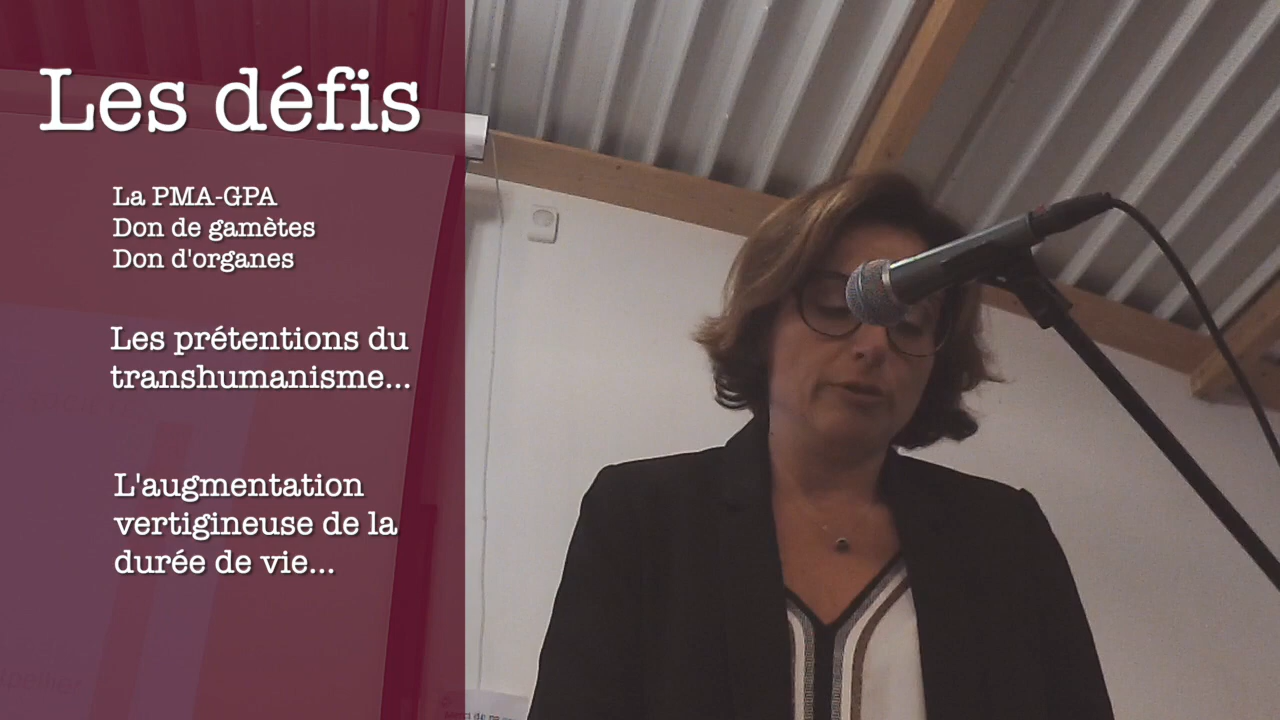 Les défis
La PMA-GPA
Don de gamètes
Don d'organes
Les prétentions du
transhumanisme...
L'augmentation
vertigineuse de la
durée de vie...